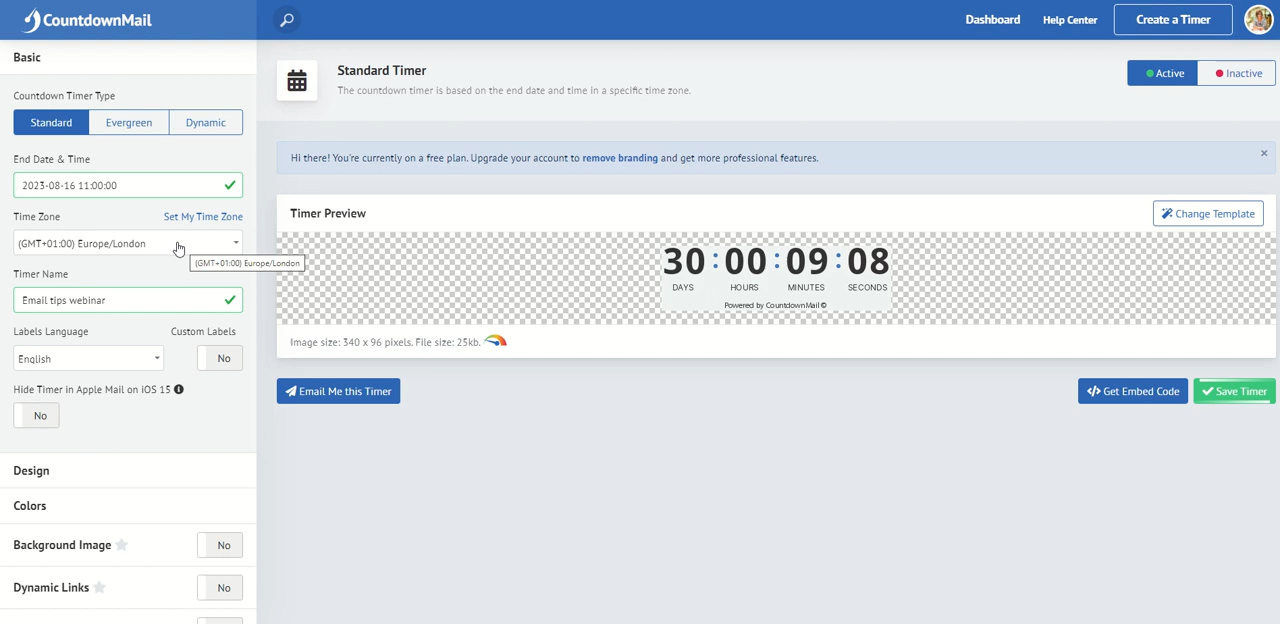 CountdownMail
Dashboard
Help Center
Create a Timer
Basic
Countdown Timer Type
Standard
Evergreen
Dynamic
End Date & Time
2023-08-16 11:00:00
Time Zone
Set My Time Zone
(GMT+01:00) Europe/London
(GMT+01:00) Europe/London
Timer Name
Email tips webinar
Labels Language
Custom Labels
English
No
Hide Timer in Apple Mail on iOS 15
No
Design
Colors
Background Image
No
Dynamic Links
No
Standard Timer
The countdown timer is based on the end date and time in a specific time zone.
Active
Inactive
Hi there! You're currently on a free plan. Upgrade your account to remove branding and get more professional features.
Timer Preview
Change Template
30 : 00 : 09 : 08
DAYS HOURS MINUTES SECONDS
Powered by CountdownMail ©
Image size: 340 x 96 pixels. File size: 25kb.
Email Me this Timer
</> Get Embed Code
Save Timer